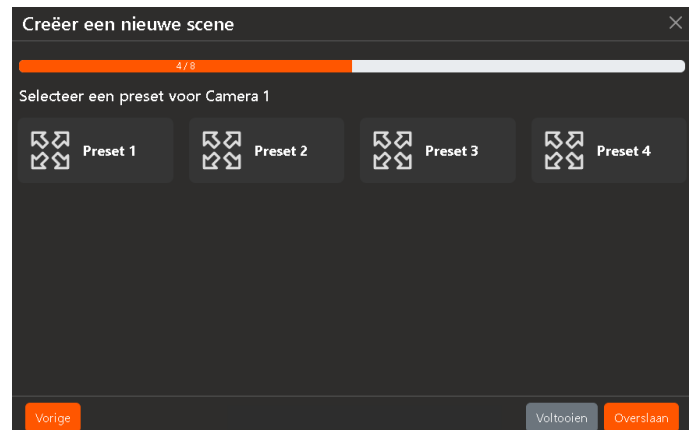 Creëer een nieuwe scene
4/8
Selecteer een preset voor Camera 1
Preset 1
Preset 2
Preset 3
Preset 4
Vorige
Voltooien
Overslaan